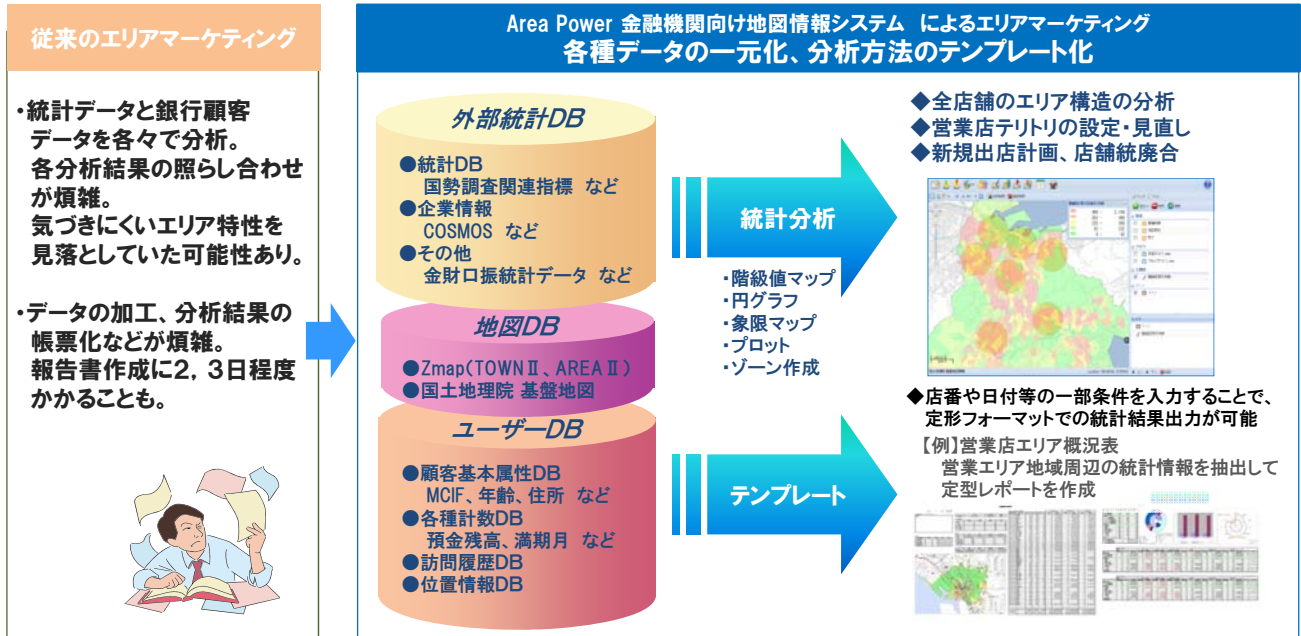 従来のエリアマーケティング
・統計データと銀行顧客
データを各々で分析。
各分析結果の照らし合わせ
が煩雑。
気づきにくいエリア特性を
見落としていた可能性あり。
・データの加工、分析結果の
帳票化などが煩雑。
報告書作成に2，3日程度
かかることも。
Area Power 金融機関向け地図情報システム によるエリアマーケティング
各種データの一元化、分析方法のテンプレート化
外部統計DB
●統計DB
国勢調査関連指標 など
●企業情報
COSMOS など
●その他
金財口振統計データ など
地図DB
●Zmap(TOWNⅡ、AREAⅡ)
●国土地理院 基盤地図
ユーザーDB
●顧客基本属性DB
MCIF、年齢、住所 など
●各種計数DB
預金残高、満期月 など
●訪問履歴DB
●位置情報DB
統計分析
・階級値マップ
・円グラフ
・象限マップ
・プロット
・ゾーン作成
テンプレート
◆全店舗のエリア構造の分析
◆営業店テリトリの設定・見直し
◆新規出店計画、店舗統廃合
◆店番や日付等の一部条件を入力することで、
定形フォーマットでの統計結果出力が可能
【例】営業店エリア概況表
営業エリア地域周辺の統計情報を抽出して
定型レポートを作成